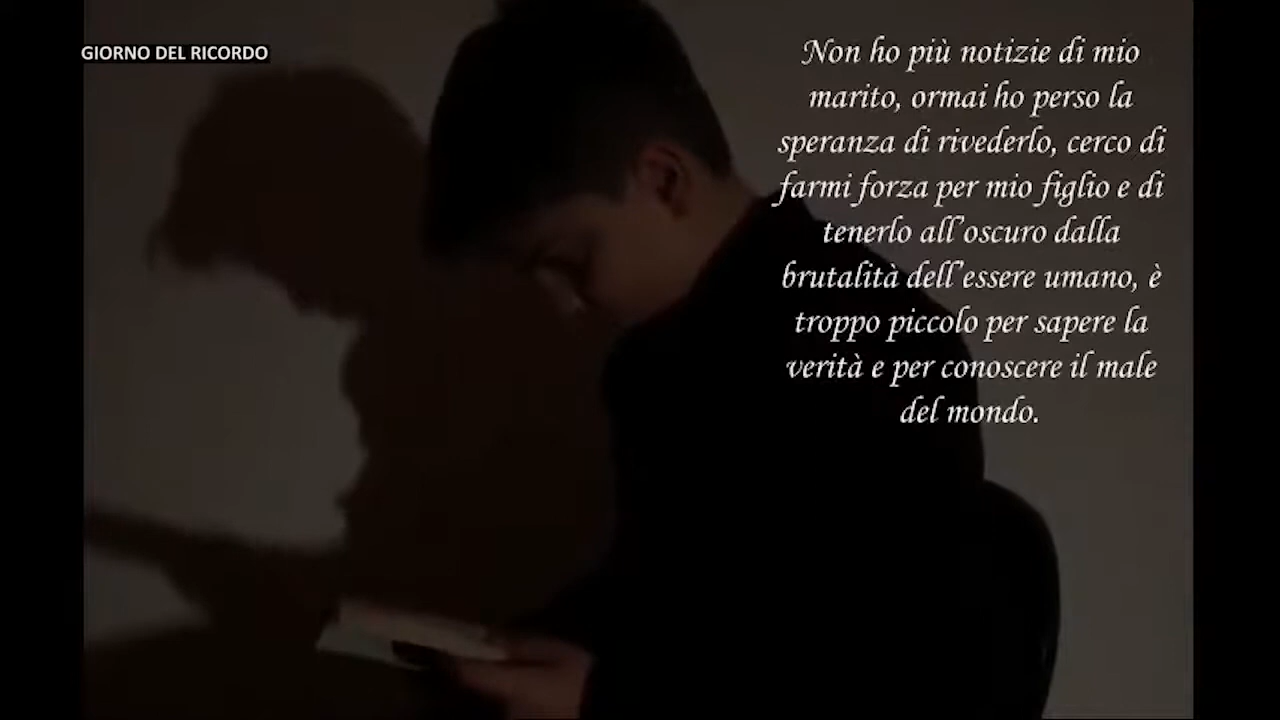 GIORNO DEL RICORDO
Non ho più notizie di mio
marito, ormai ho perso la
speranza di rivederlo, cerco di
farmi forza per mio figlio e di
tenerlo all'oscuro dalla
brutalità dell'essere umano, è
troppo piccolo per sapere la
verità e per conoscere il male
del mondo.